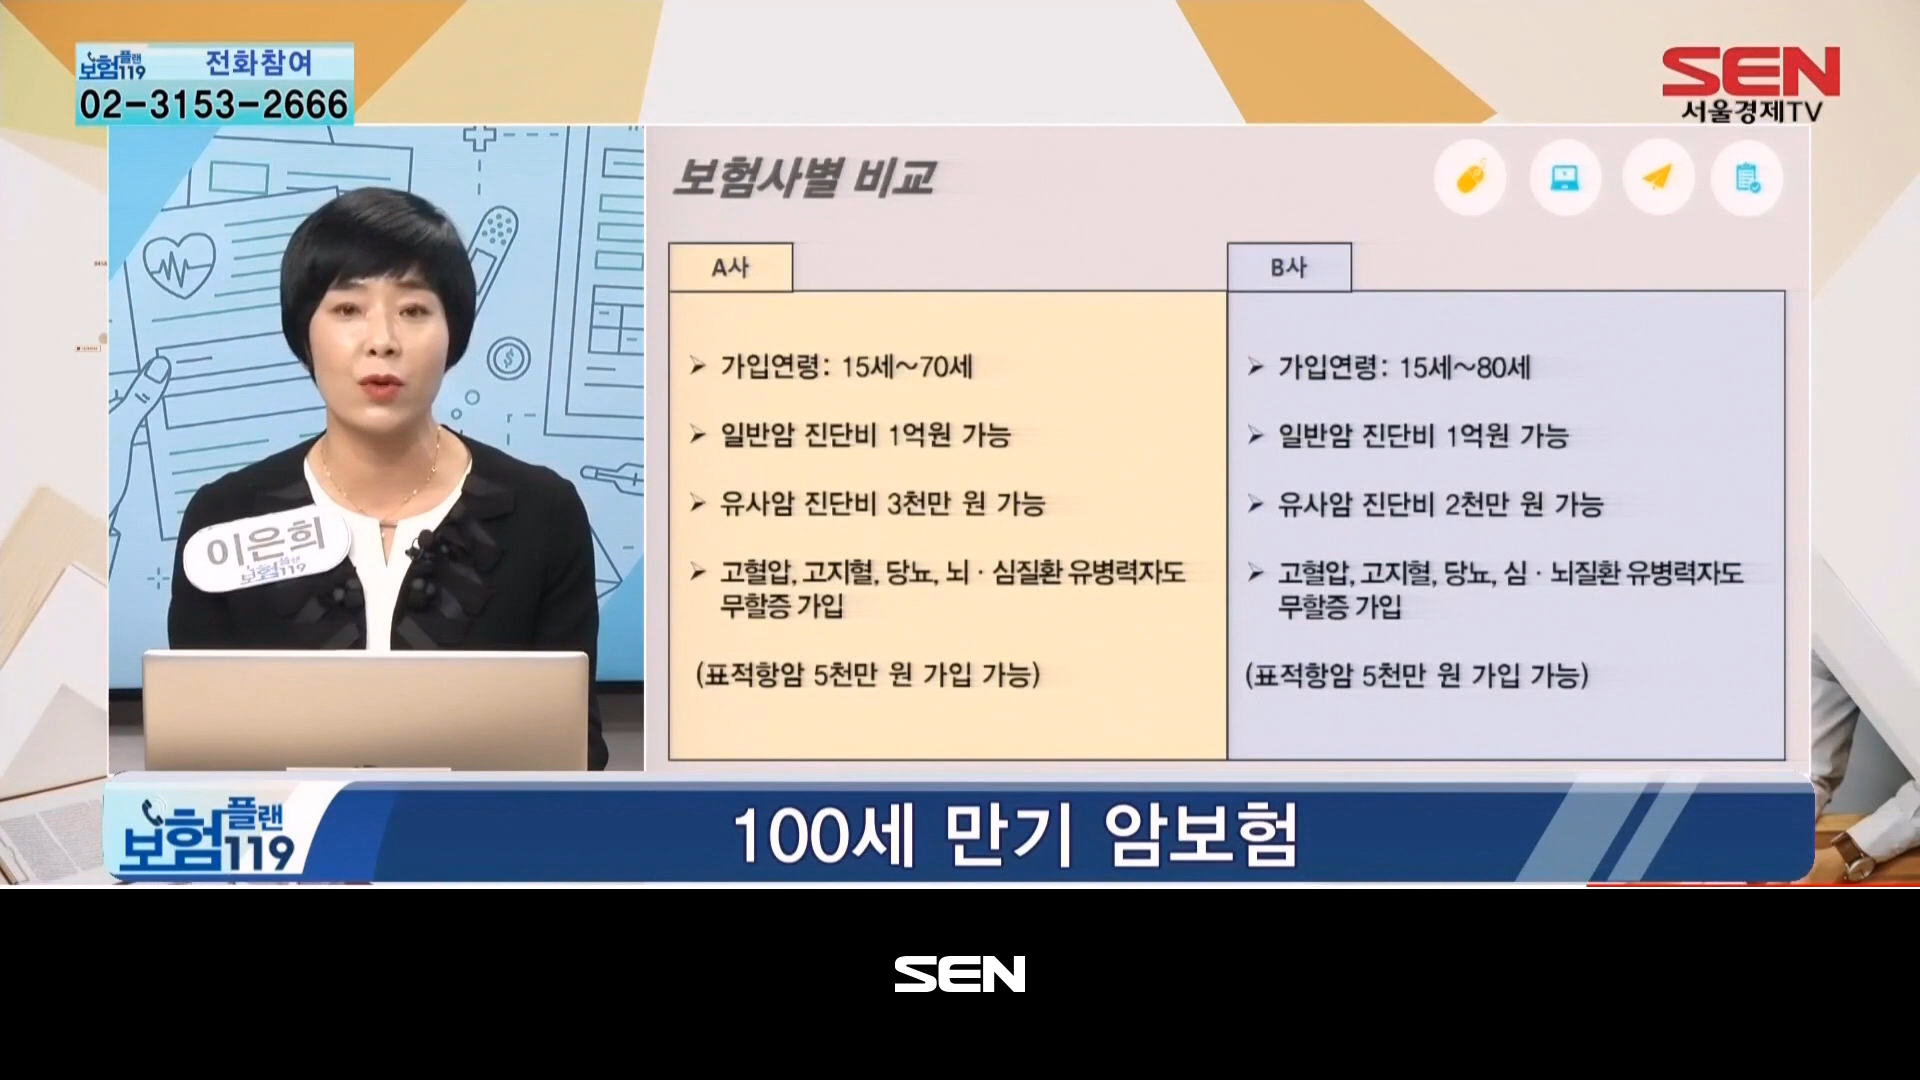 보험플랜119 전화참여
02-3153-2666
SEN
서울경제TV
보험사별 비교
A사
➢ 가입연령: 15세~70세
➢ 일반암 진단비 1억원 가능
➢ 유사암 진단비 3천만 원 가능
➢ 고혈압, 고지혈, 당뇨, 뇌·심질환 유병력자도
무할증 가입
(표적항암 5천만 원 가입 가능)
B사
➢ 가입연령: 15세~80세
➢ 일반암 진단비 1억원 가능
➢ 유사암 진단비 2천만 원 가능
➢ 고혈압, 고지혈, 당뇨, 심·뇌질환 유병력자도
무할증 가입
(표적항암 5천만 원 가입 가능)
이은희
보험플랜119
보험플랜119
100세 만기 암보험
SEN